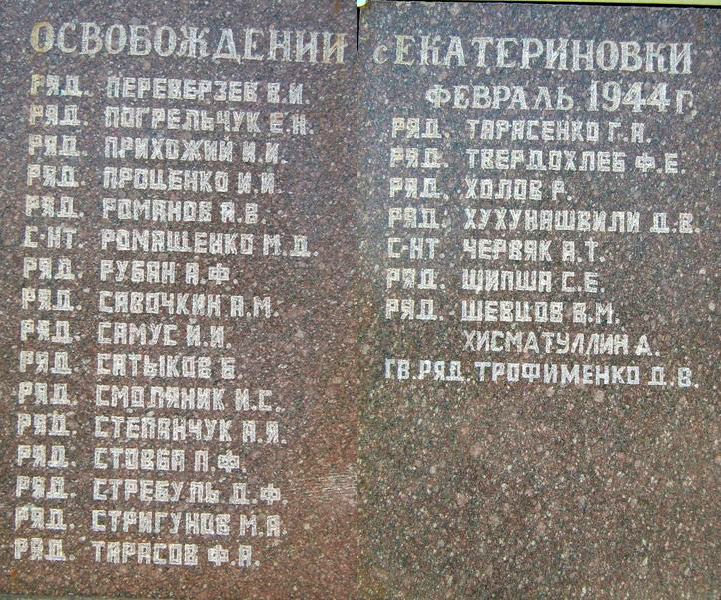 ОСВОБОЖДЕНИИ с ЕКАТЕРИНОВКИ
ФЕВРАЛЬ 1944 г.
РЯД. ПЕРЕВЕРЗЕВ В.И.
РЯД. ПОГРЕЛЬЧУК Е.Н.
РЯД. ПРИХОЖИЙ И.И.
РЯД. ПРОЦЕНКО И.И.
РЯД. РОМАНОВ А.В.
С-НТ. РОМАЩЕНКО М.Д.
РЯД. РУБАН А.Ф.
РЯД. САВОЧКИН А.М.
РЯД. САМУС И.И.
РЯД. САТЫКОВ Б.
РЯД. СМОЛЯНИК И.С.
РЯД. СТЕПАНЧУК А.Я.
РЯД. СТОВБА П.Ф.
РЯД. СТРЕБУЛЬ Д.Ф.
РЯД. СТРИГУНОВ М.А.
РЯД. ТАРАСОВ Ф.А.
РЯД. ТАРАСЕНКО Г.А.
РЯД. ТВЕРДОХЛЕБ Ф.Е.
РЯД. ХОЛОВ Р.
РЯД. ХУХУНАШВИЛИ Д.В.
С-НТ. ЧЕРВЯК А.Т.
РЯД. ЩИПША С.Е.
РЯД. ШЕВЦОВ В.М.
ХИСМАТУЛЛИН А.
ГВ.РЯД. ТРОФИМЕНКО Д.В.